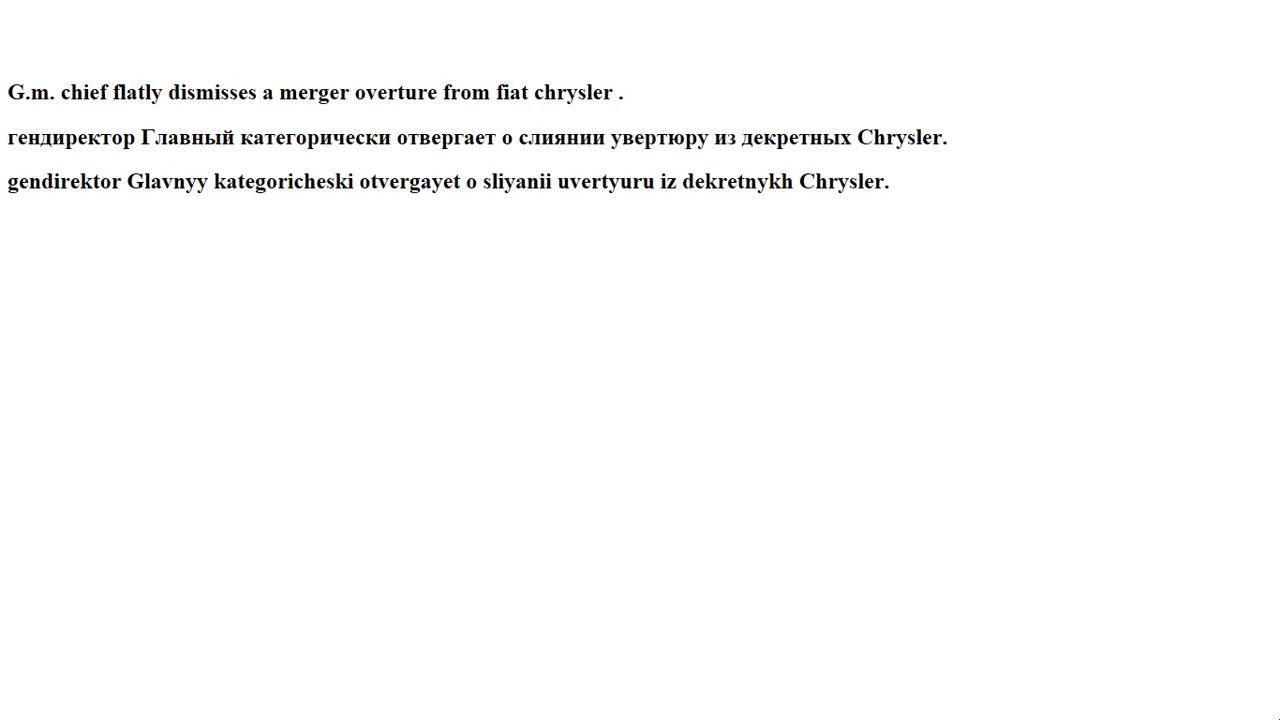 G.m. chief flatly dismisses a merger overture from fiat chrysler .
гендиректор Главный категорически отвергает о слиянии увертюру из декретных Chrysler.
gendirektor Glavnyy kategoricheski otvergayet o sliyanii uvertyuru iz dekretnykh Chrysler.